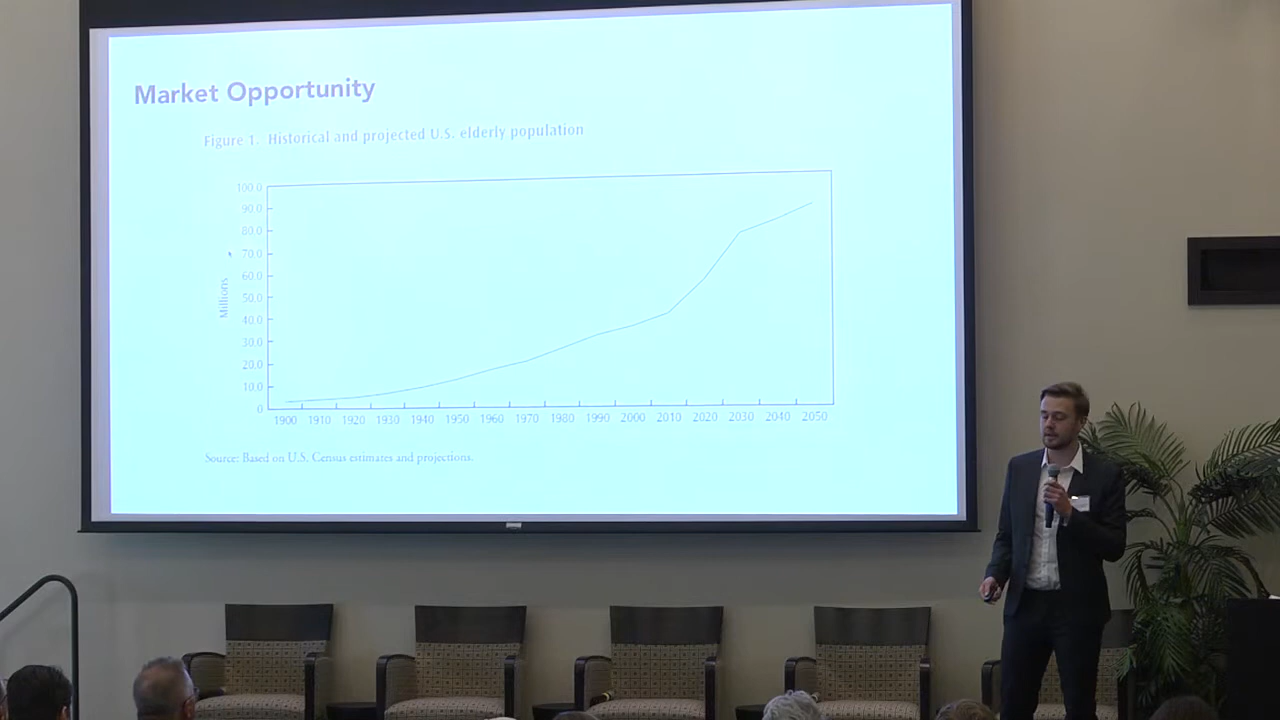 Market Opportunity
Figure 1. Historical and projected U.S. elderly population
100.0
90.0
80.0
70.0
60.0
50.0
40.0
30.0
20.0
10.0
0
Millions
1900 1910 1920 1930 1940 1950 1960 1970 1980 1990 2000 2010 2020 2030 2040 2050
Source: Based on U.S. Census estimates and projections.